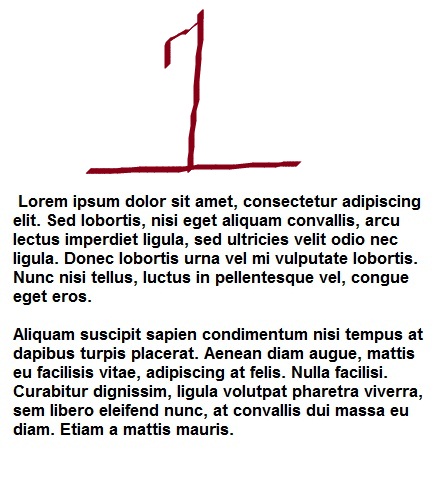 1
Lorem ipsum dolor sit amet, consectetur adipiscing
elit. Sed lobortis, nisi eget aliquam convallis, arcu
lectus imperdiet ligula, sed ultricies velit odio nec
ligula. Donec lobortis urna vel mi vulputate lobortis.
Nunc nisi tellus, luctus in pellentesque vel, congue
eget eros.
Aliquam suscipit sapien condimentum nisi tempus at
dapibus turpis placerat. Aenean diam augue, mattis
eu facilisis vitae, adipiscing at felis. Nulla facilisi.
Curabitur dignissim, ligula volutpat pharetra viverra,
sem libero eleifend nunc, at convallis dui massa eu
diam. Etiam a mattis mauris.